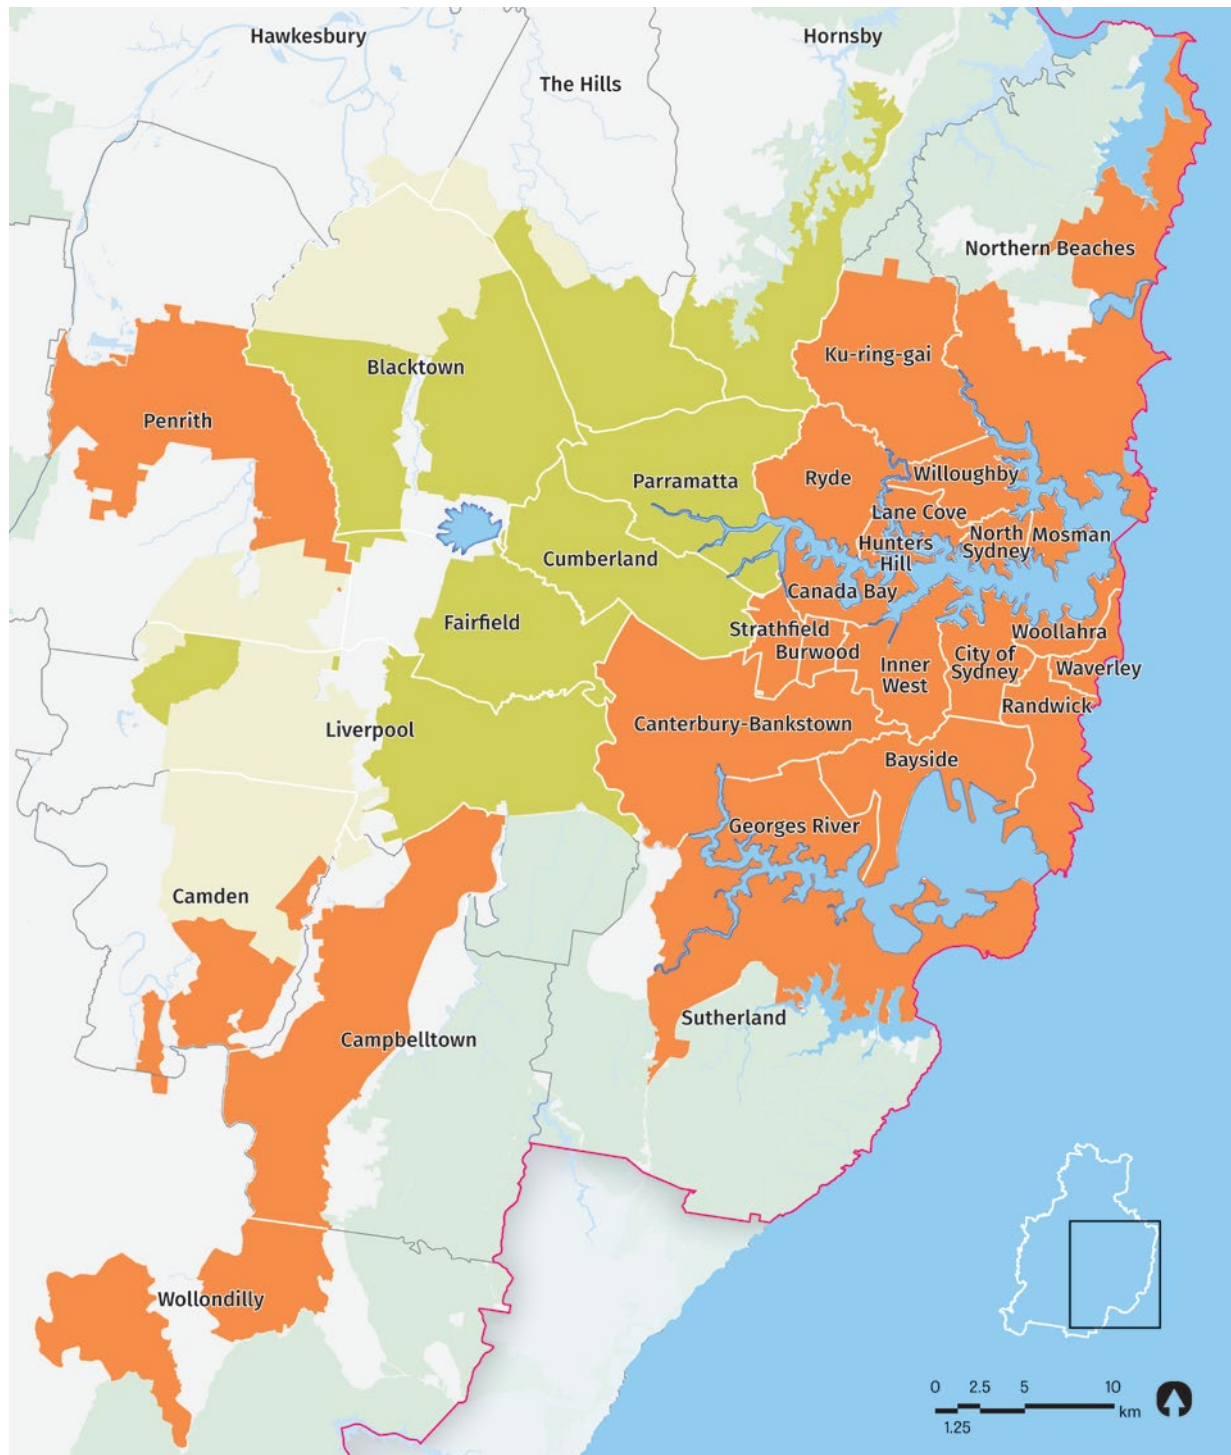 Hawkesbury
Hornsby
The Hills
Northern Beaches
Ku-ring-gai
Blacktown
Penrith
Parramatta
Ryde
Willoughby
Lane Cove
North
Sydney
Mosman
Hunters
Hill
Cumberland
Canada Bay
Fairfield
Strathfield
Burwood
Inner
West
City of
Sydney
Woollahra
Waverley
Randwick
Liverpool
Canterbury-Bankstown
Bayside
Georges River
Camden
Sutherland
Campbelltown
Wollondilly
0 2.5 5 10
km
1.25